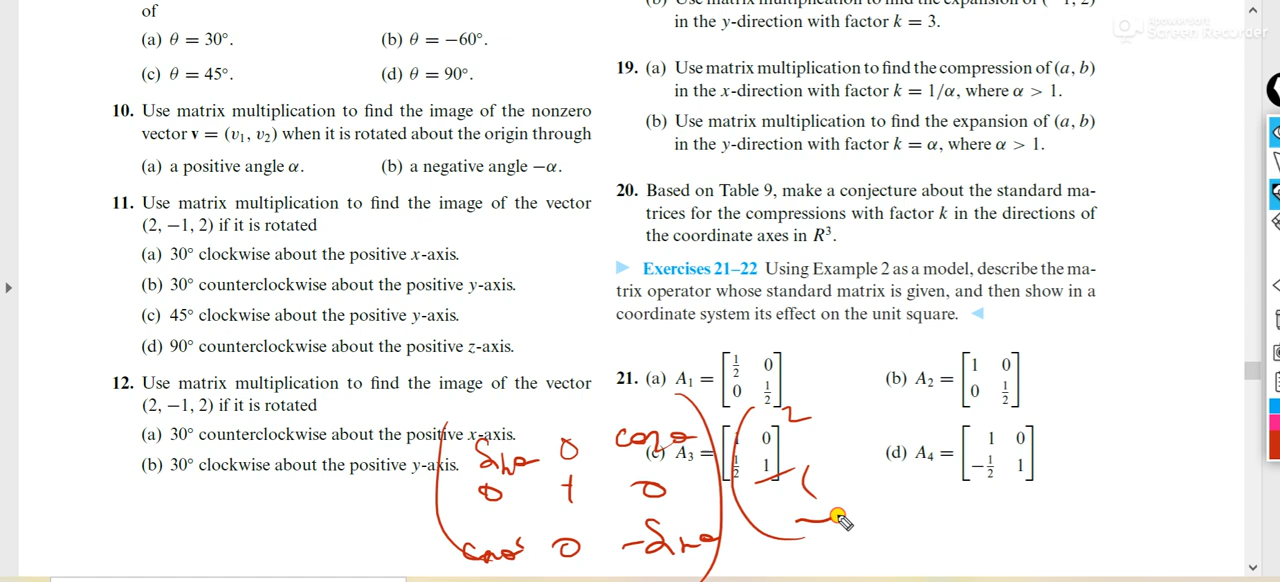 of
(a) θ = 30°. (b) θ = −60°.
(c) θ = 45°. (d) θ = 90°.
10. Use matrix multiplication to find the image of the nonzero
vector v = (v₁, v₂) when it is rotated about the origin through
(a) a positive angle α. (b) a negative angle −α.
11. Use matrix multiplication to find the image of the vector
(2, −1, 2) if it is rotated
(a) 30° clockwise about the positive x-axis.
(b) 30° counterclockwise about the positive y-axis.
(c) 45° clockwise about the positive y-axis.
(d) 90° counterclockwise about the positive z-axis.
12. Use matrix multiplication to find the image of the vector
(2, −1, 2) if it is rotated
(a) 30° counterclockwise about the positive x-axis.
(b) 30° clockwise about the positive y-axis.
0
0 1 0
0
2
in the y-direction with factor k = 3.
19. (a) Use matrix multiplication to find the compression of (a, b)
in the x-direction with factor k = 1/α, where α > 1.
(b) Use matrix multiplication to find the expansion of (a, b)
in the y-direction with factor k = α, where α > 1.
20. Based on Table 9, make a conjecture about the standard ma-
trices for the compressions with factor k in the directions of
the coordinate axes in R³.
Exercises 21–22 Using Example 2 as a model, describe the ma-
trix operator whose standard matrix is given, and then show in a
coordinate system its effect on the unit square.
21. (a) A₁ = [1/2 0
0 1/2]
(b) A₂ = [1 0
0 1/2]
(c) A₃ = [1 0
1/2 1]
(d) A₄ = [1 0
−1/2 1]
Screen Recorder